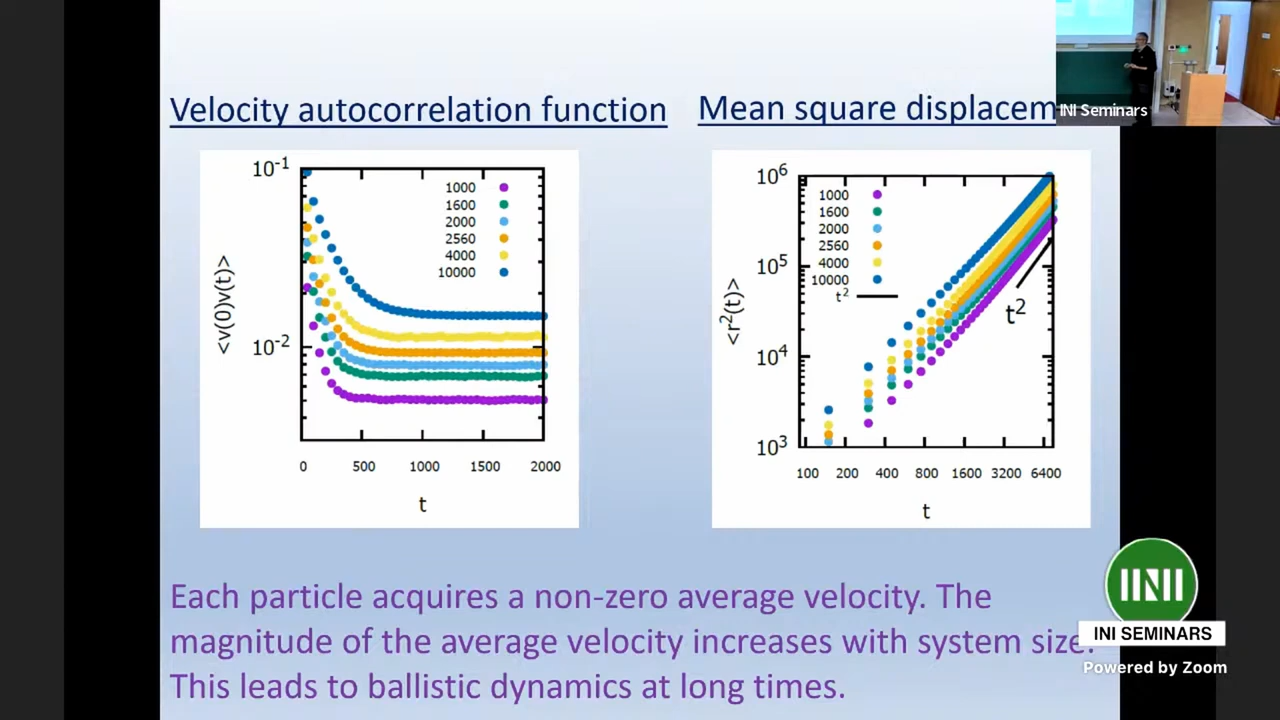 Velocity autocorrelation function
Mean square displacem
INI Seminars
10-1
10-2
<v(0)v(t)>
1000
1600
2000
2560
4000
10000
0 500 1000 1500 2000
t
10⁶
10⁵
10⁴
10³
<r²(t)>
1000
1600
2000
2560
4000
10000
t²
t²
100 200 400 800 1600 3200 6400
t
Each particle acquires a non-zero average velocity. The
magnitude of the average velocity increases with system size.
This leads to ballistic dynamics at long times.
INI
INI SEMINARS
Powered by Zoom